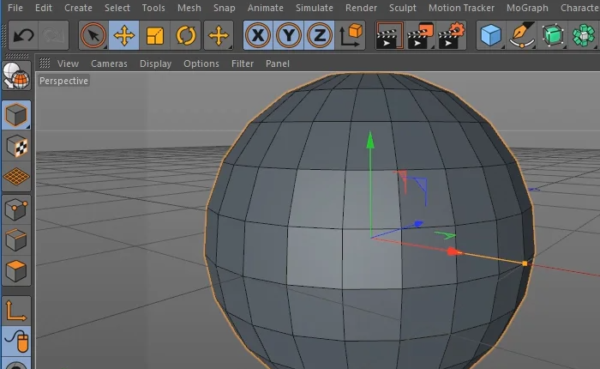 File Edit Create Select Tools Mesh Snap Animate Simulate Render Sculpt Motion Tracker MoGraph Characte
X Y Z
View Cameras Display Options Filter Panel
Perspective